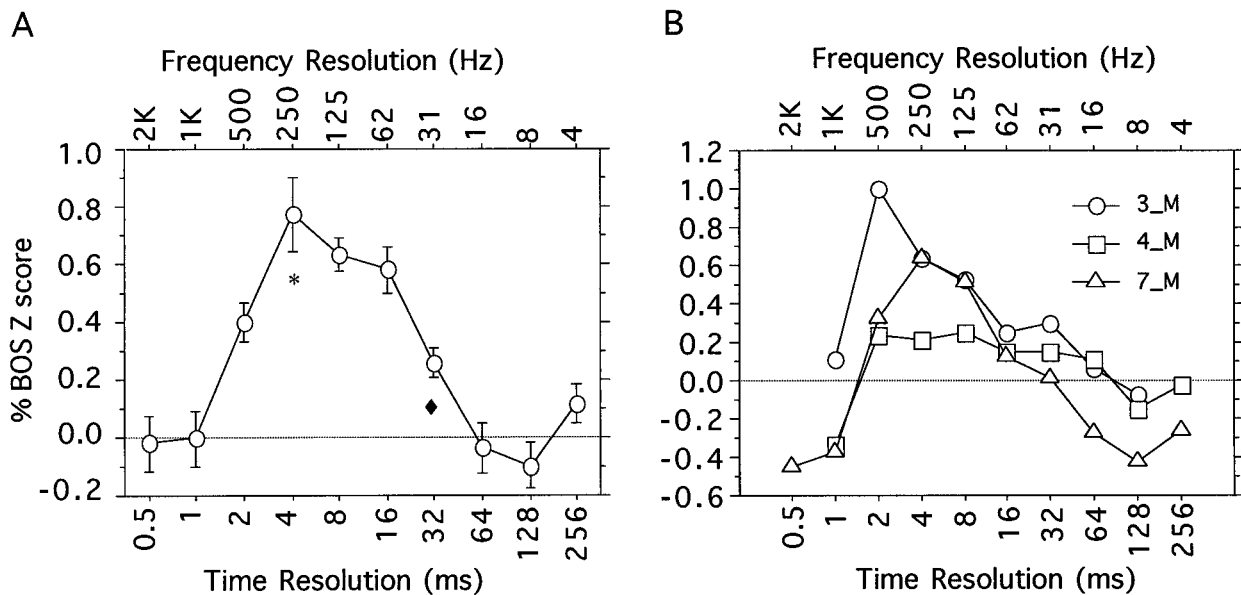 A
Frequency Resolution (Hz)
2K 1K 500 250 125 62 31 16 8 4
1.0
0.8
0.6
0.4
0.2
0.0
-0.2
% BOS Z score
*
0.5 1 2 4 8 16 32 64 128 256
Time Resolution (ms)
B
Frequency Resolution (Hz)
2K 1K 500 250 125 62 31 16 8 4
1.2
1.0
0.8
0.6
0.4
0.2
0.0
-0.2
-0.4
-0.6
3_M
4_M
7_M
0.5 1 2 4 8 16 32 64 128 256
Time Resolution (ms)